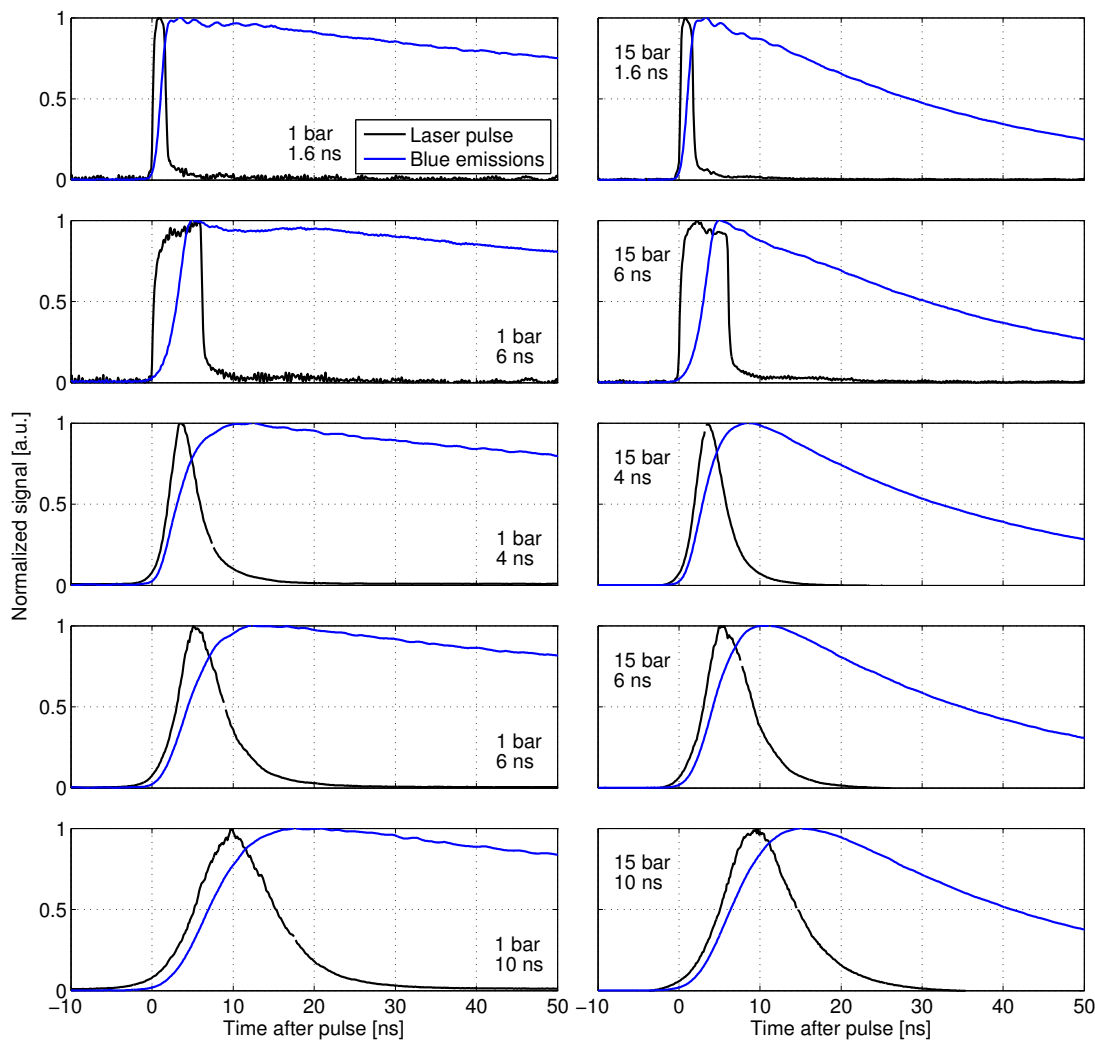 1
0.5
0
1 bar
1.6 ns
Laser pulse
Blue emissions
15 bar
1.6 ns
1
0.5
0
1 bar
6 ns
15 bar
6 ns
Normalized signal [a.u.]
1
0.5
0
1 bar
4 ns
15 bar
4 ns
1
0.5
0
1 bar
6 ns
15 bar
6 ns
1
0.5
0
1 bar
10 ns
15 bar
10 ns
−10 0 10 20 30 40 50
Time after pulse [ns]
−10 0 10 20 30 40 50
Time after pulse [ns]